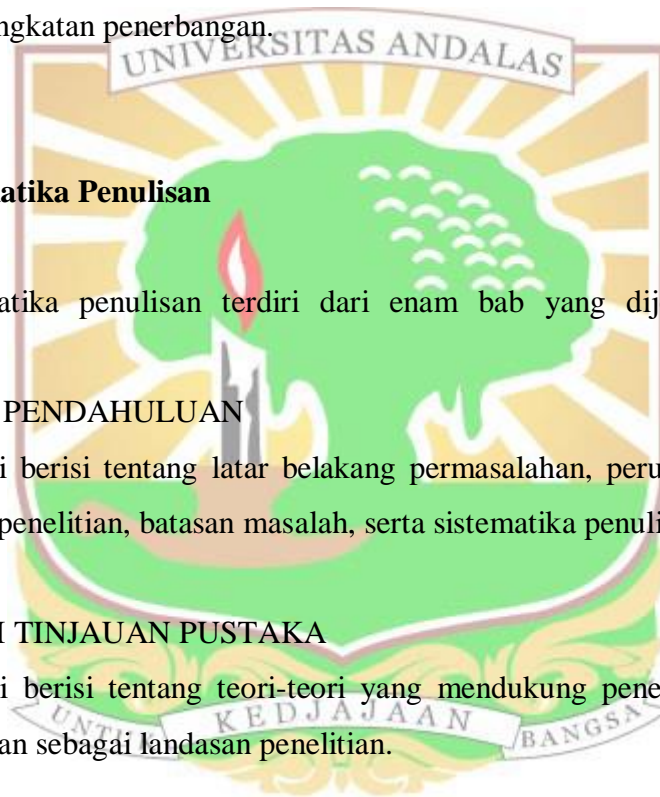 ngkatan penerbangan.
UNIVERSITAS ANDALAS
atika Penulisan
atika penulisan terdiri dari enam bab yang dij
PENDAHULUAN
i berisi tentang latar belakang permasalahan, peru
penelitian, batasan masalah, serta sistematika penuli
I TINJAUAN PUSTAKA
i berisi tentang teori-teori yang mendukung pene
UNTUK KEDJAJAAN BANGSA
an sebagai landasan penelitian.